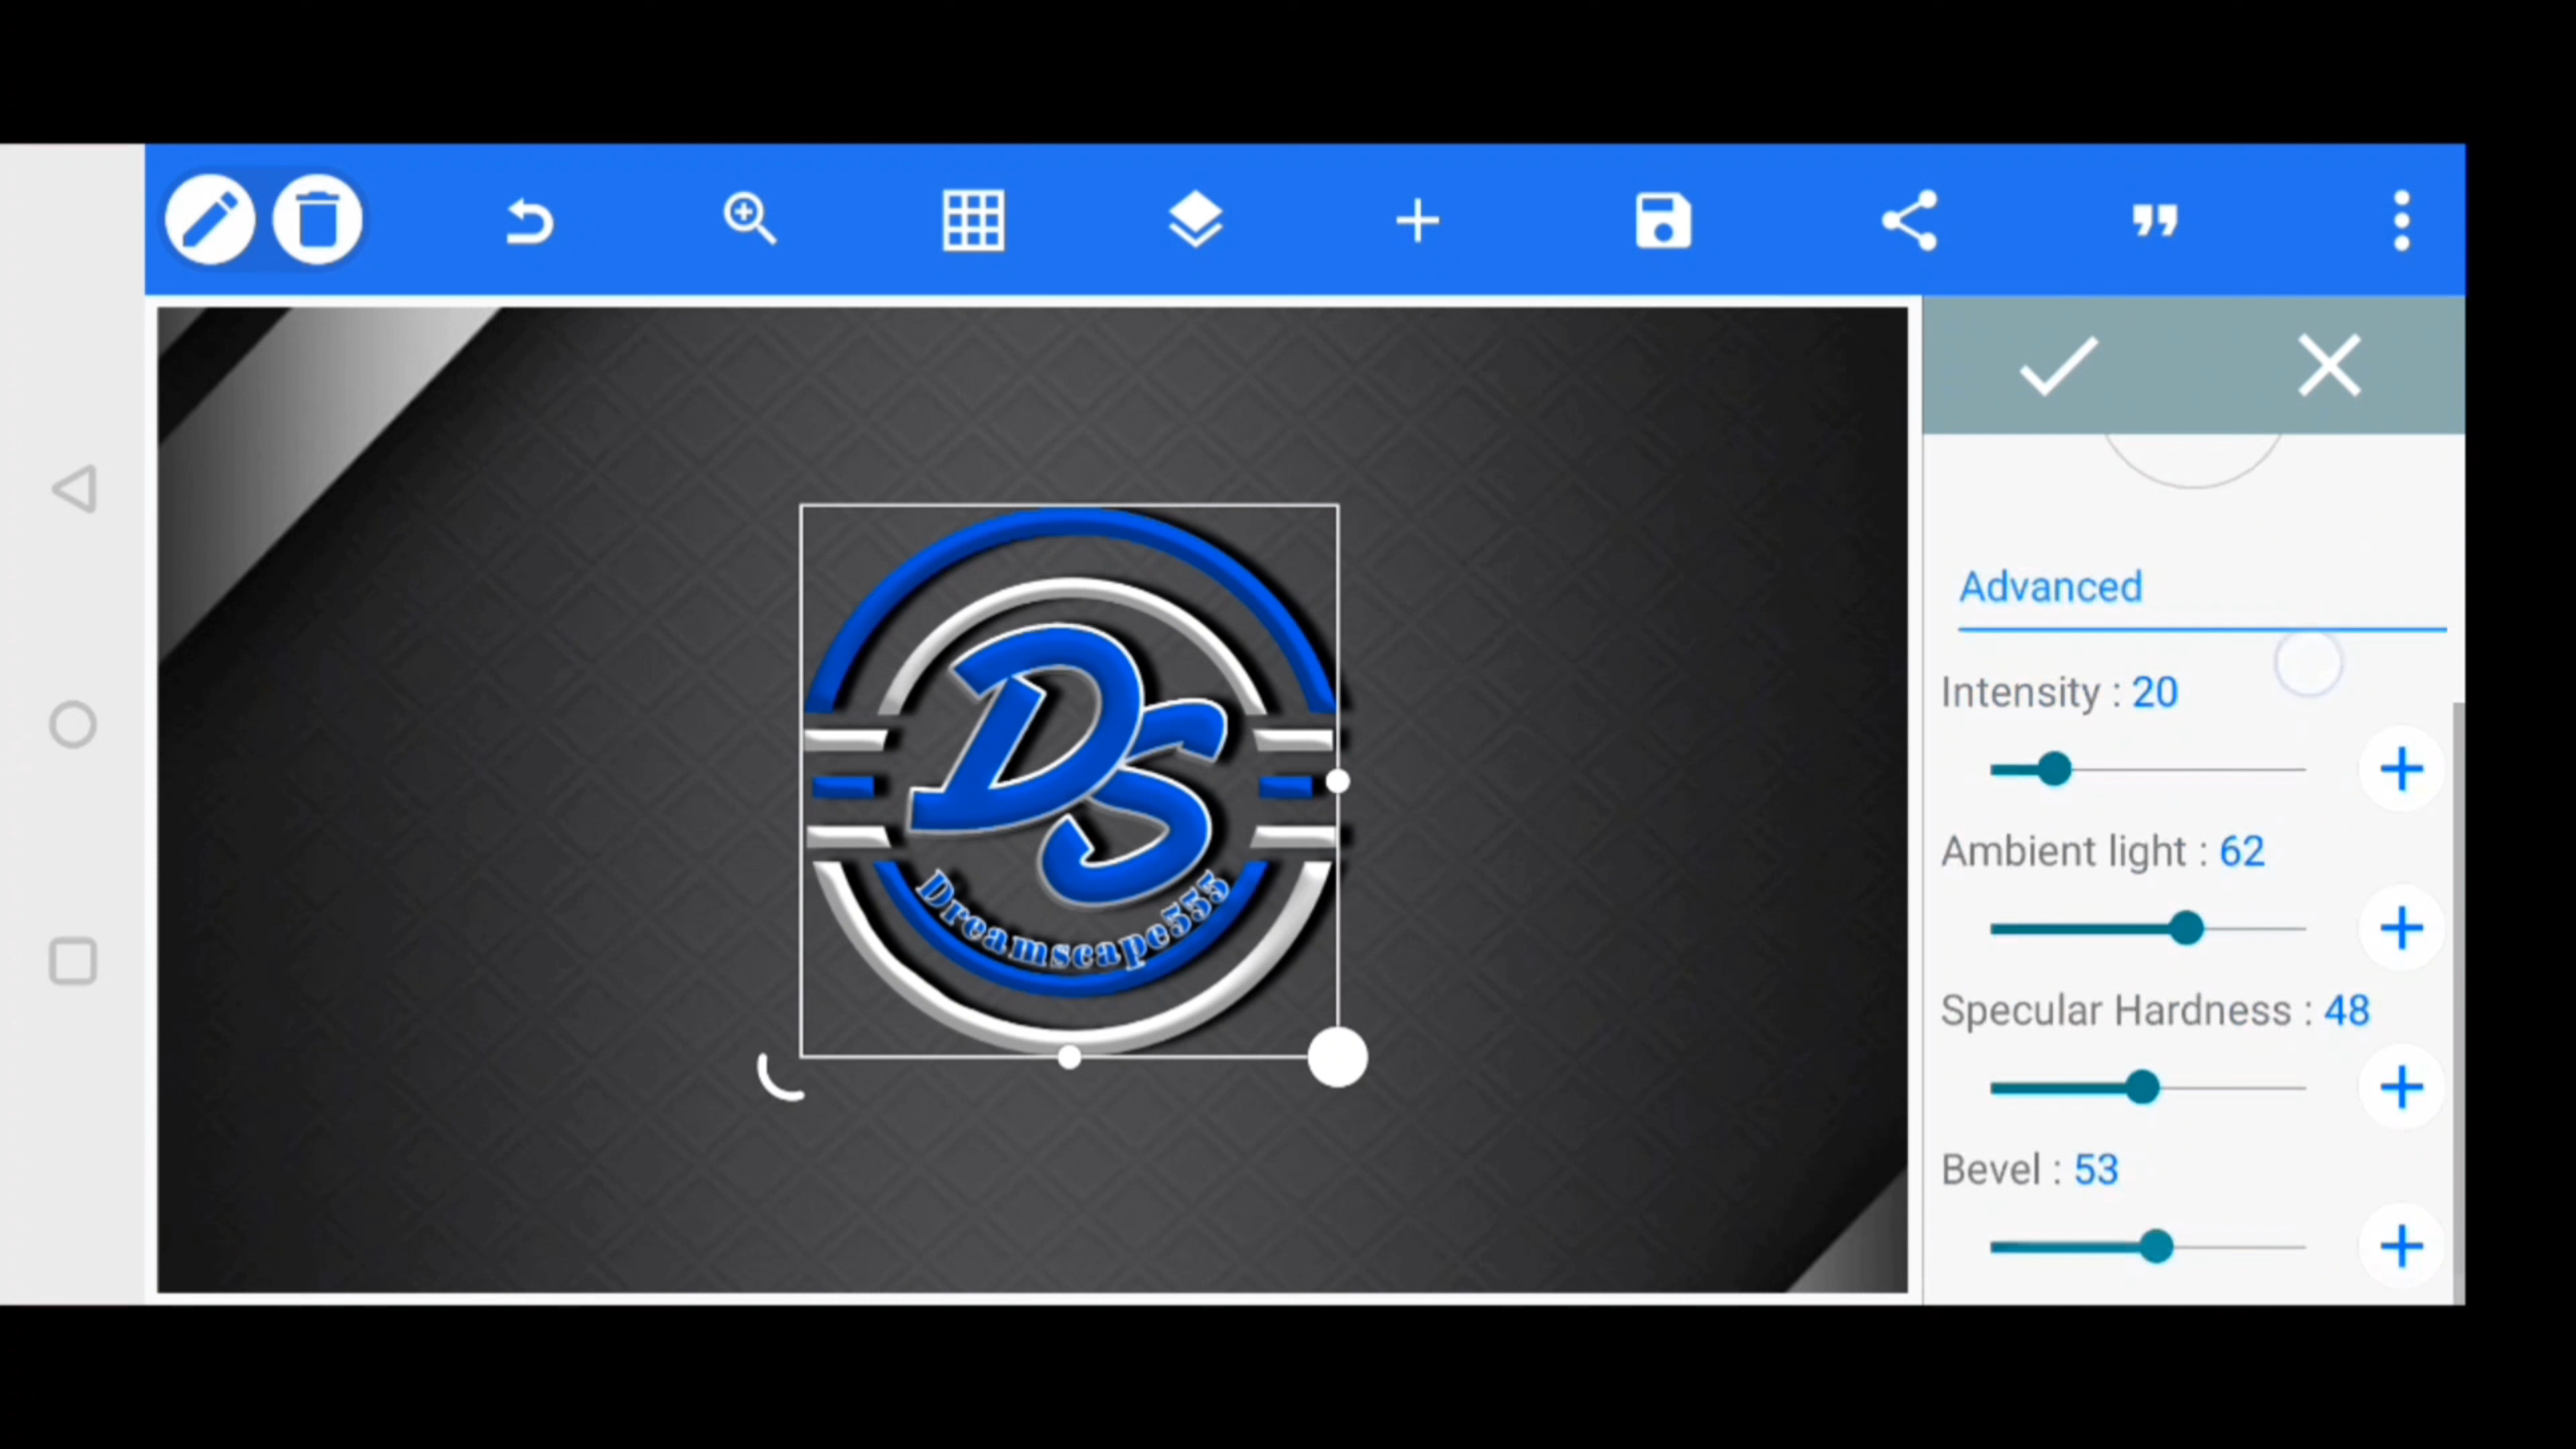 DS
Dreamscape555
Advanced
Intensity : 20
Ambient light : 62
Specular Hardness : 48
Bevel : 53